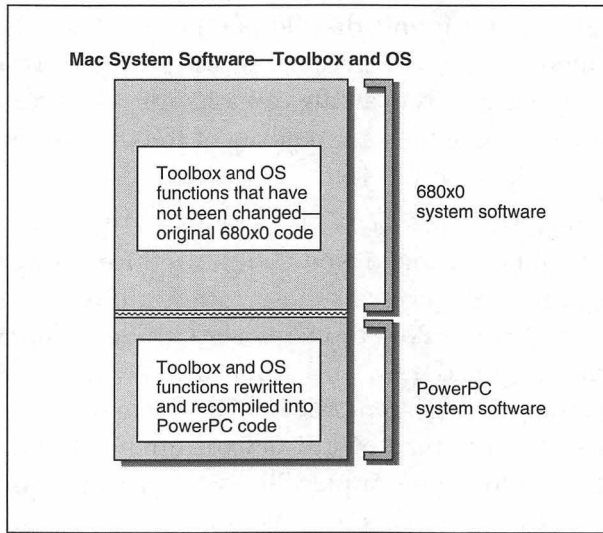 Mac System Software—Toolbox and OS
Toolbox and OS
functions that have
not been changed—
original 680x0 code
680x0
system software
Toolbox and OS
functions rewritten
and recompiled into
PowerPC code
PowerPC
system software